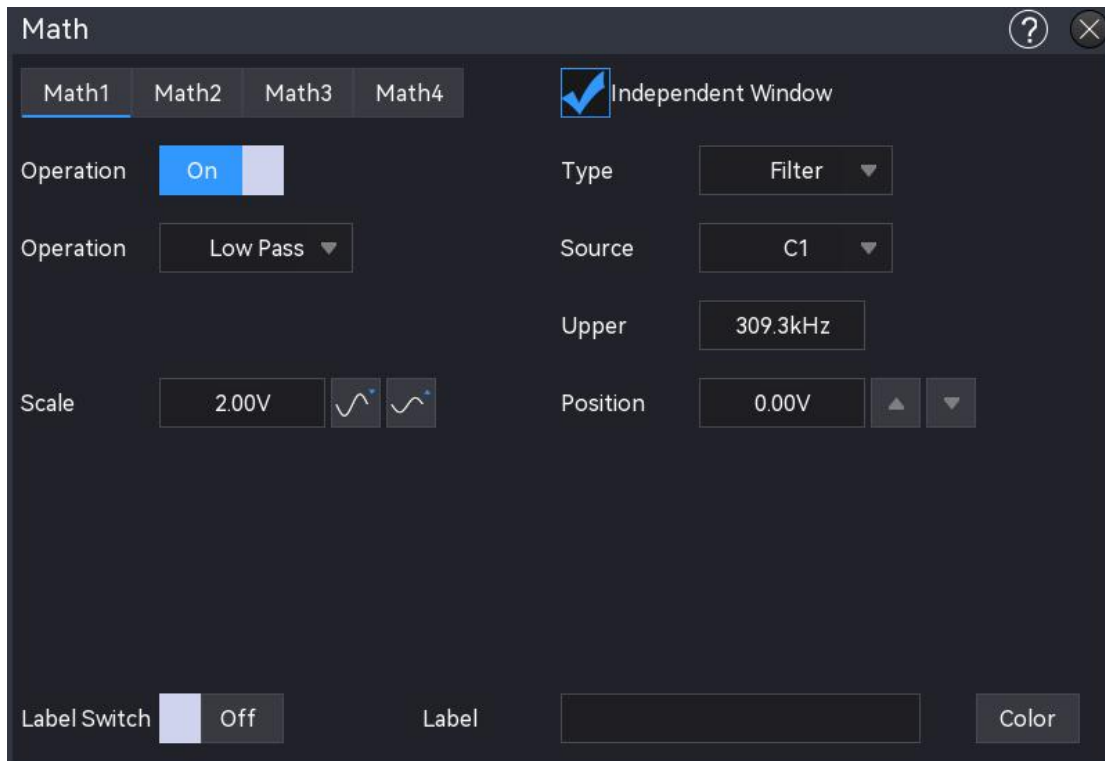 Math
Math1 Math2 Math3 Math4 Independent Window
Operation On Type Filter
Operation Low Pass Source C1
Upper 309.3kHz
Scale 2.00V Position 0.00V
Label Switch Off Label Color